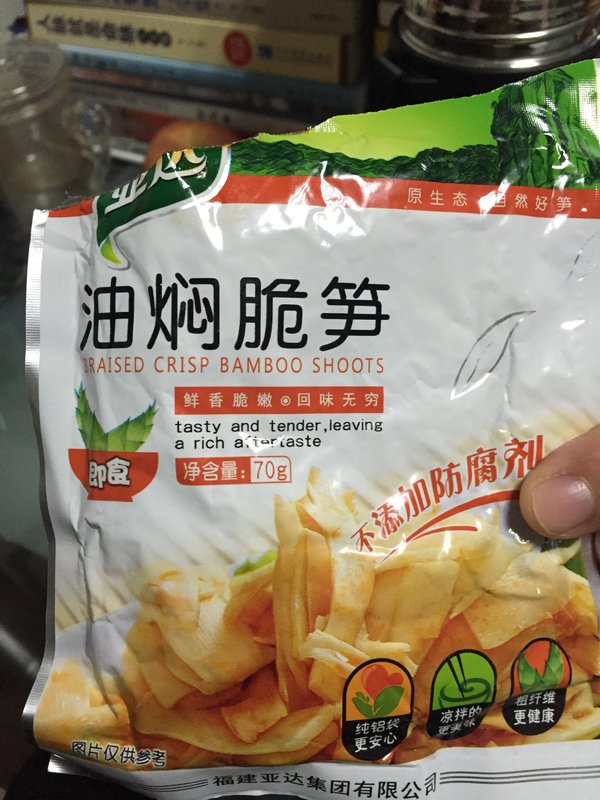 亚达
原生态 自然好笋
油焖脆笋
BRAISED CRISP BAMBOO SHOOTS
鲜香脆嫩◎回味无穷
tasty and tender,leaving
a rich aftertaste
即食
净含量:70g
不添加防腐剂
纯铝袋
更安心
凉拌的
更美味
粗纤维
更健康
图片仅供参考
福建亚达集团有限公司